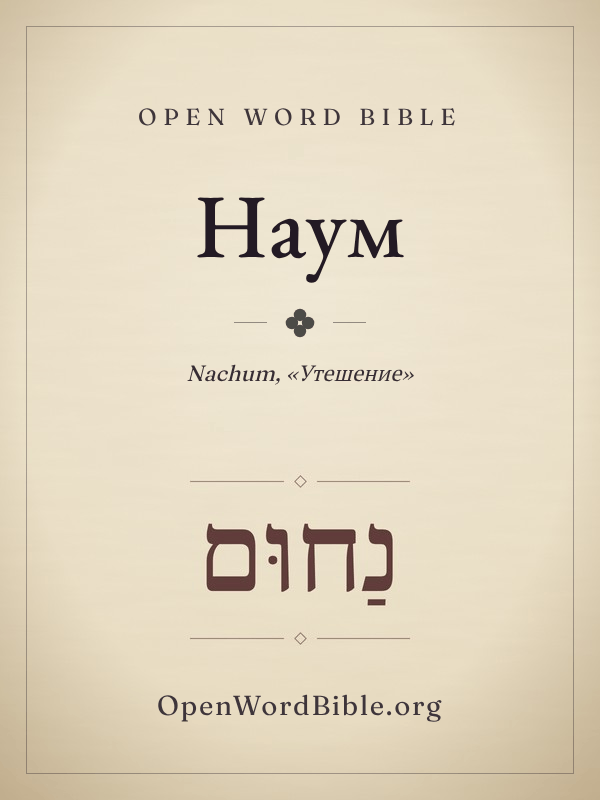 OPEN WORD BIBLE
Наум
Nachum, «Утешение»
נַחוּם
OpenWordBible.org